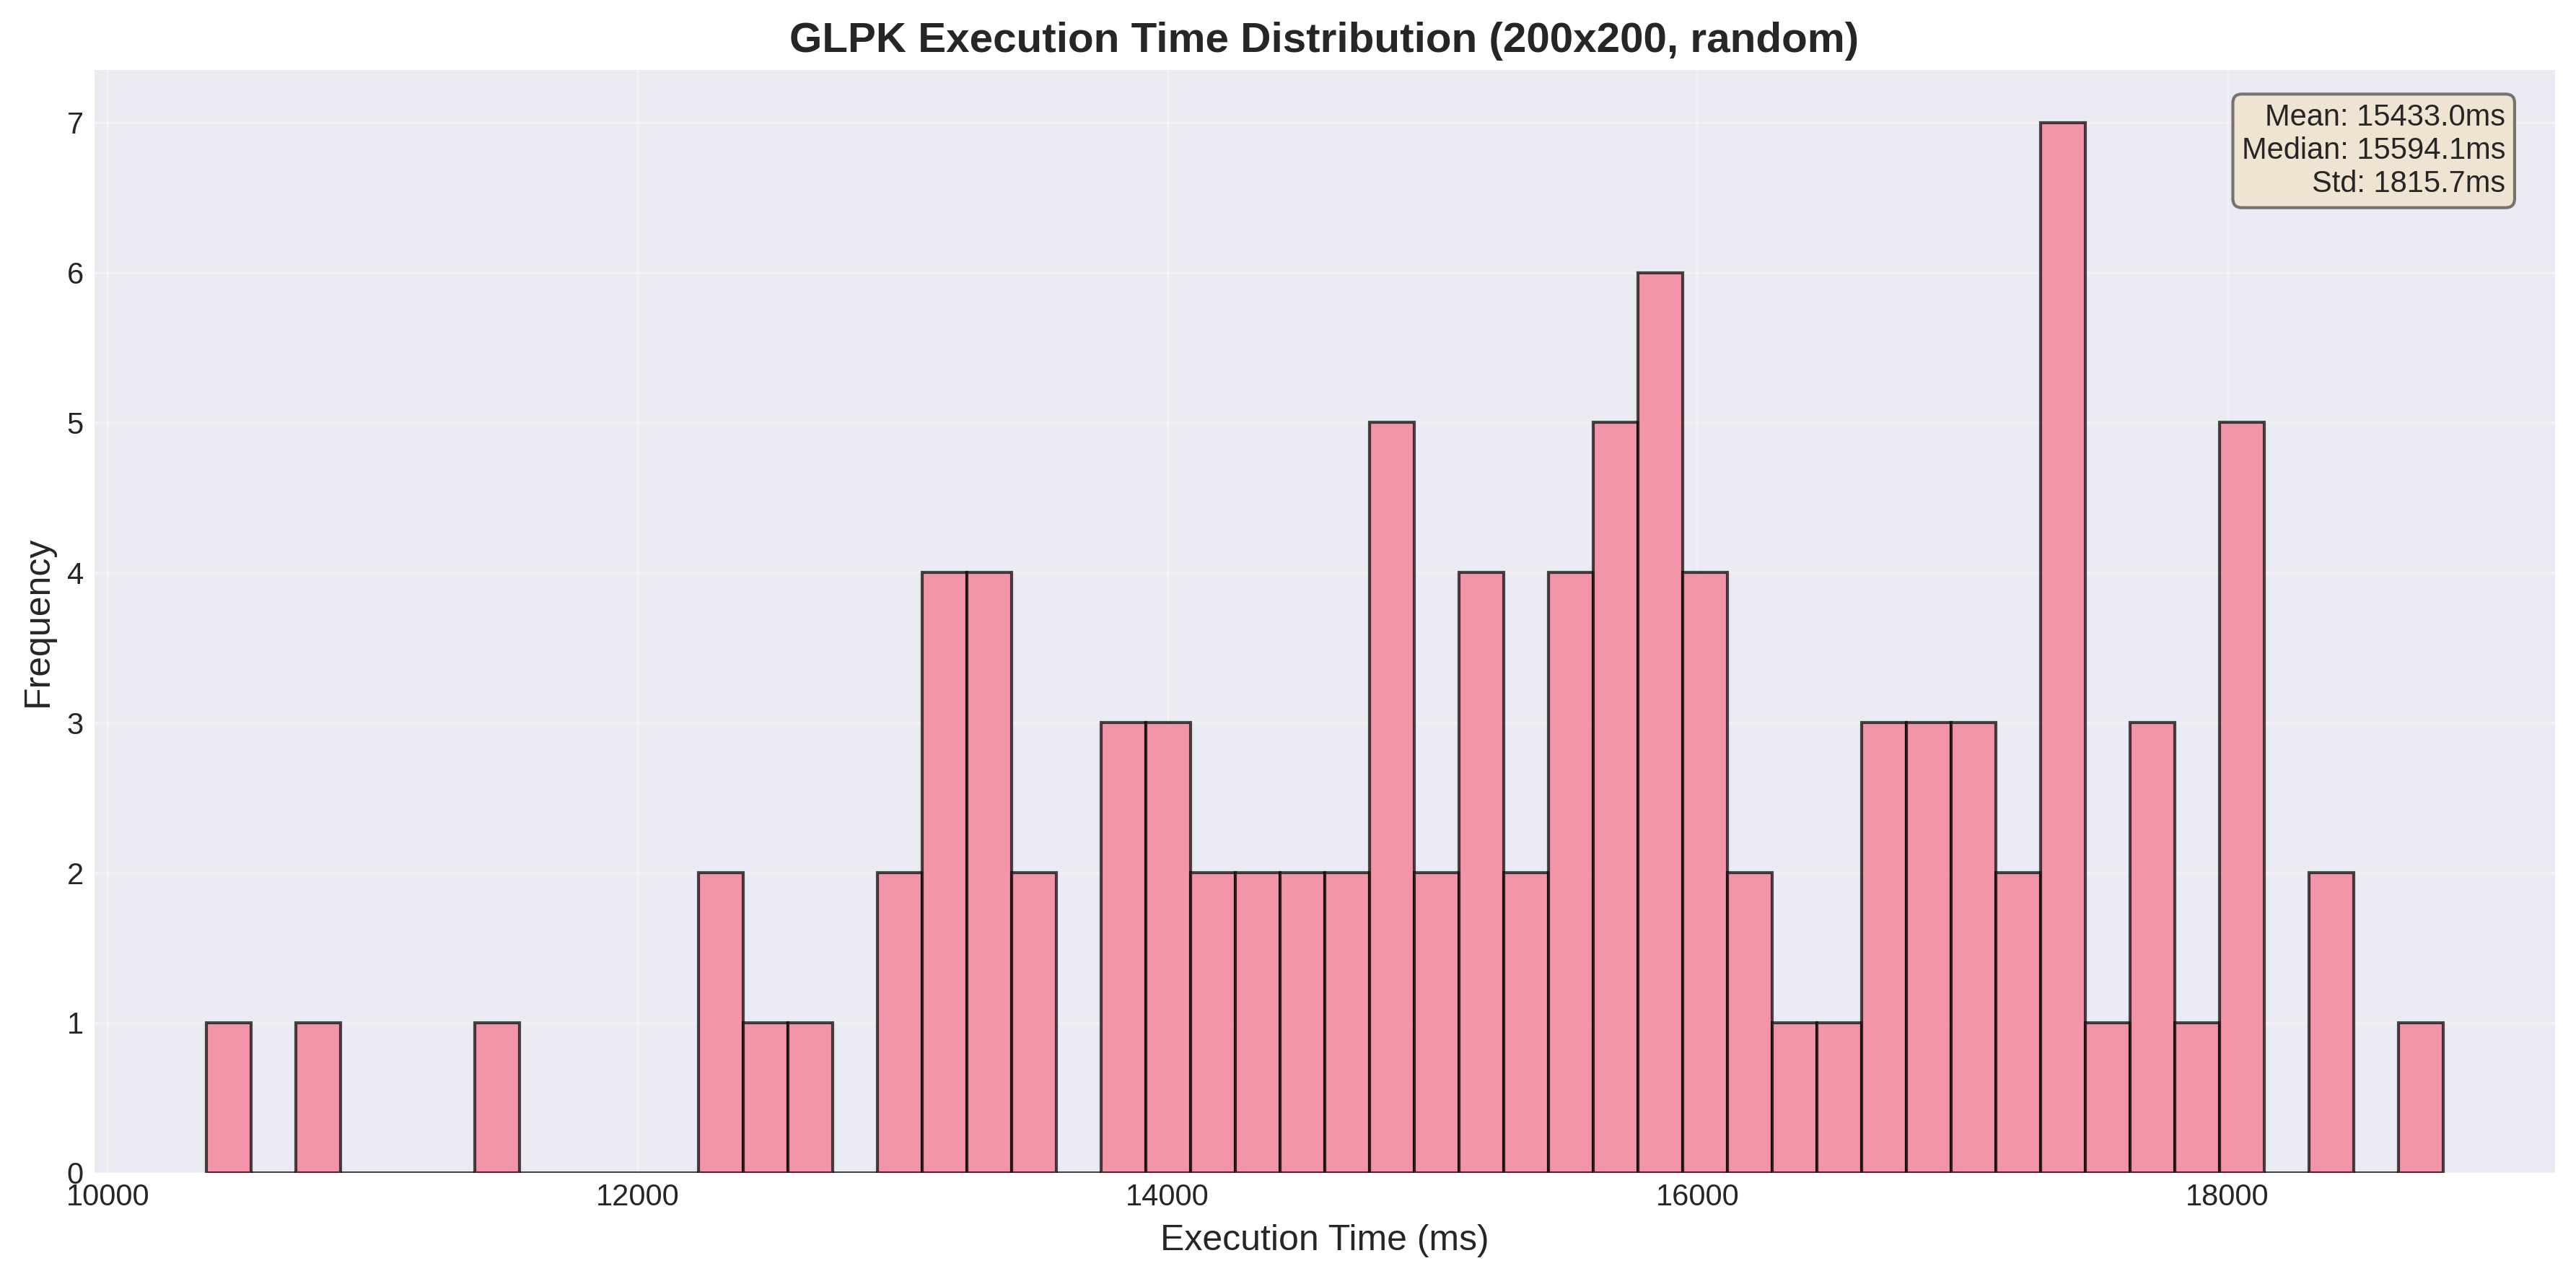 GLPK Execution Time Distribution (200x200, random)
Mean: 15433.0ms
Median: 15594.1ms
Std: 1815.7ms
Frequency
7
6
5
4
3
2
1
0
10000 12000 14000 16000 18000
Execution Time (ms)